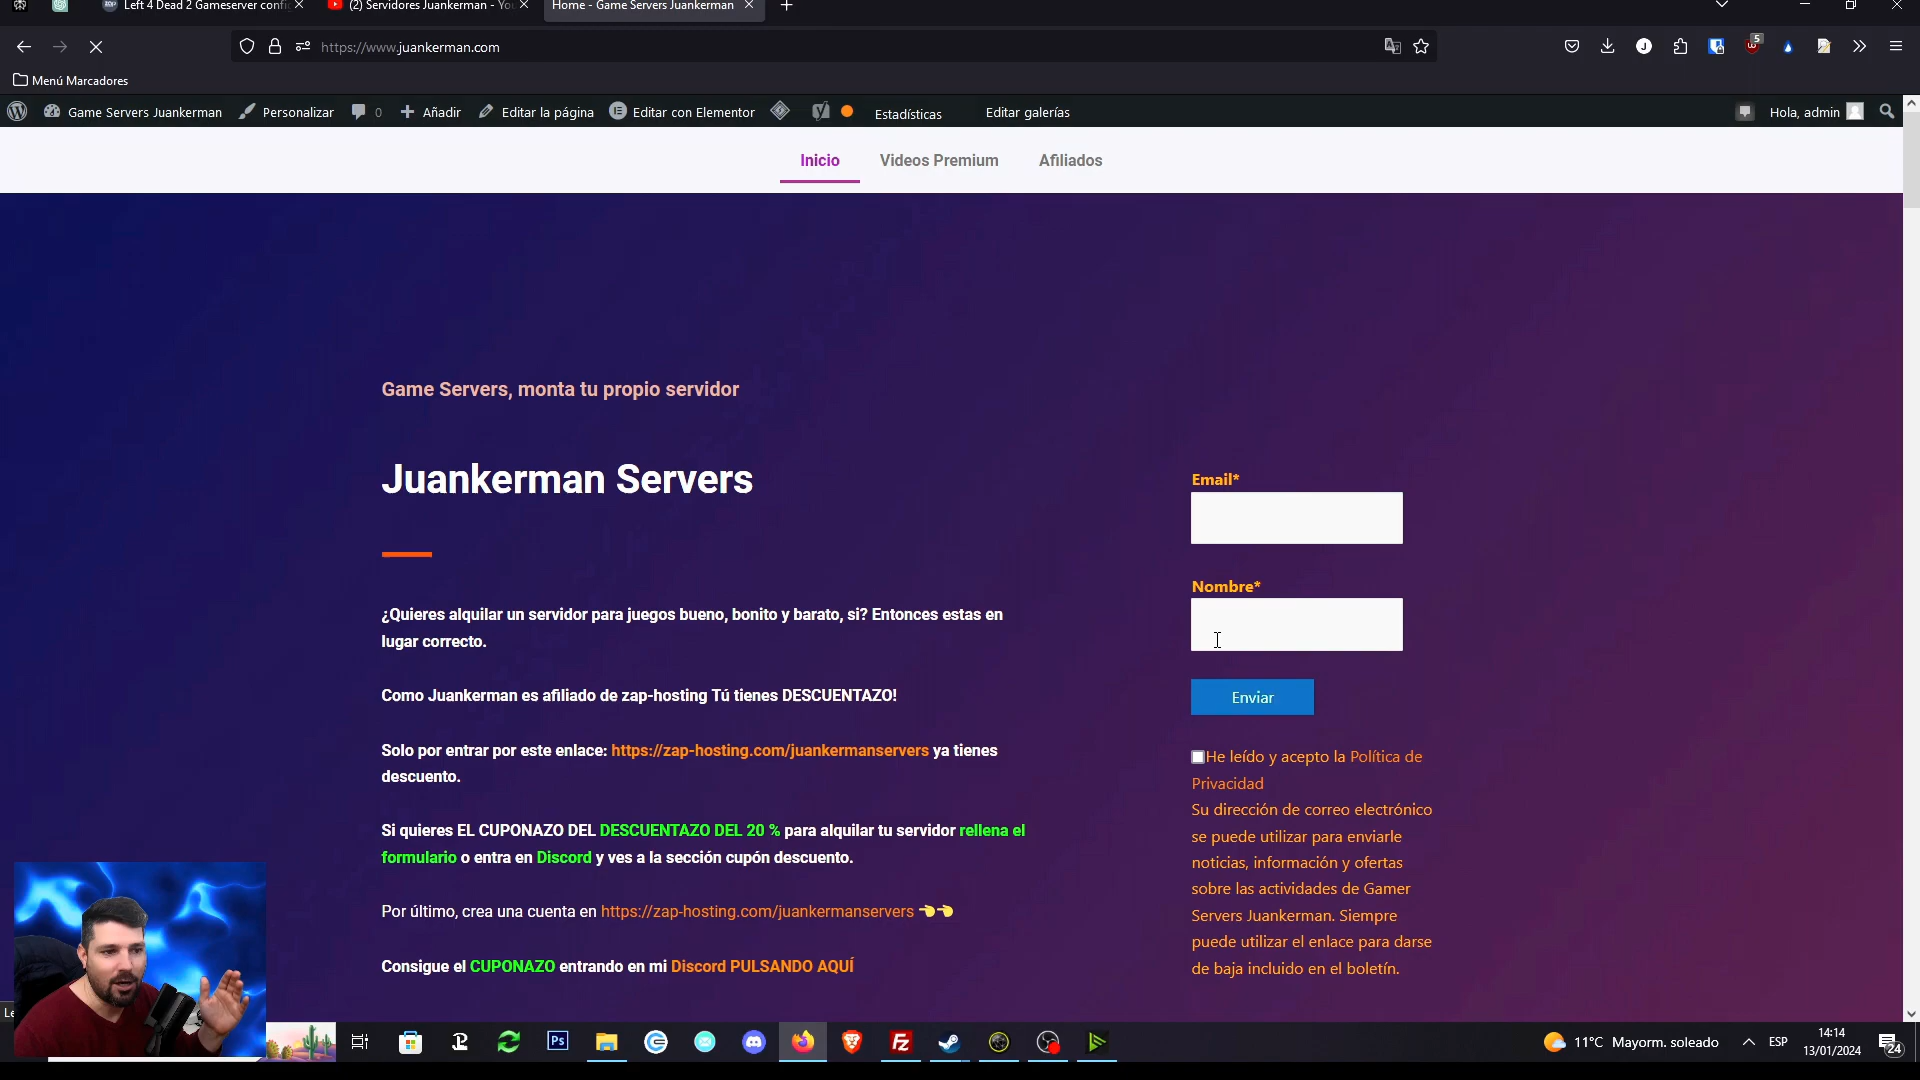 Left 4 Dead 2 Gameserver config
(2) Servidores Juankerman - You
Home - Game Servers Juankerman
https://www.juankerman.com
5
Menú Marcadores
Game Servers Juankerman
Personalizar
0
Añadir
Editar la página
Editar con Elementor
Estadísticas
Editar galerías
Hola, admin
Inicio
Videos Premium
Afiliados
Game Servers, monta tu propio servidor
Juankerman Servers
¿Quieres alquilar un servidor para juegos bueno, bonito y barato, si? Entonces estas en
lugar correcto.
Como Juankerman es afiliado de zap-hosting Tú tienes DESCUENTAZO!
Solo por entrar por este enlace: https://zap-hosting.com/juankermanservers ya tienes
descuento.
Si quieres EL CUPONAZO DEL DESCUENTAZO DEL 20 % para alquilar tu servidor rellena el
formulario o entra en Discord y ves a la sección cupón descuento.
Por último, crea una cuenta en https://zap-hosting.com/juankermanservers 👈👈
Consigue el CUPONAZO entrando en mi Discord PULSANDO AQUÍ
Email*
Nombre*
Enviar
He leído y acepto la Política de
Privacidad
Su dirección de correo electrónico
se puede utilizar para enviarle
noticias, información y ofertas
sobre las actividades de Gamer
Servers Juankerman. Siempre
puede utilizar el enlace para darse
de baja incluido en el boletín.
Le
Ps
11°C Mayorm. soleado
ESP
14:14
13/01/2024
24